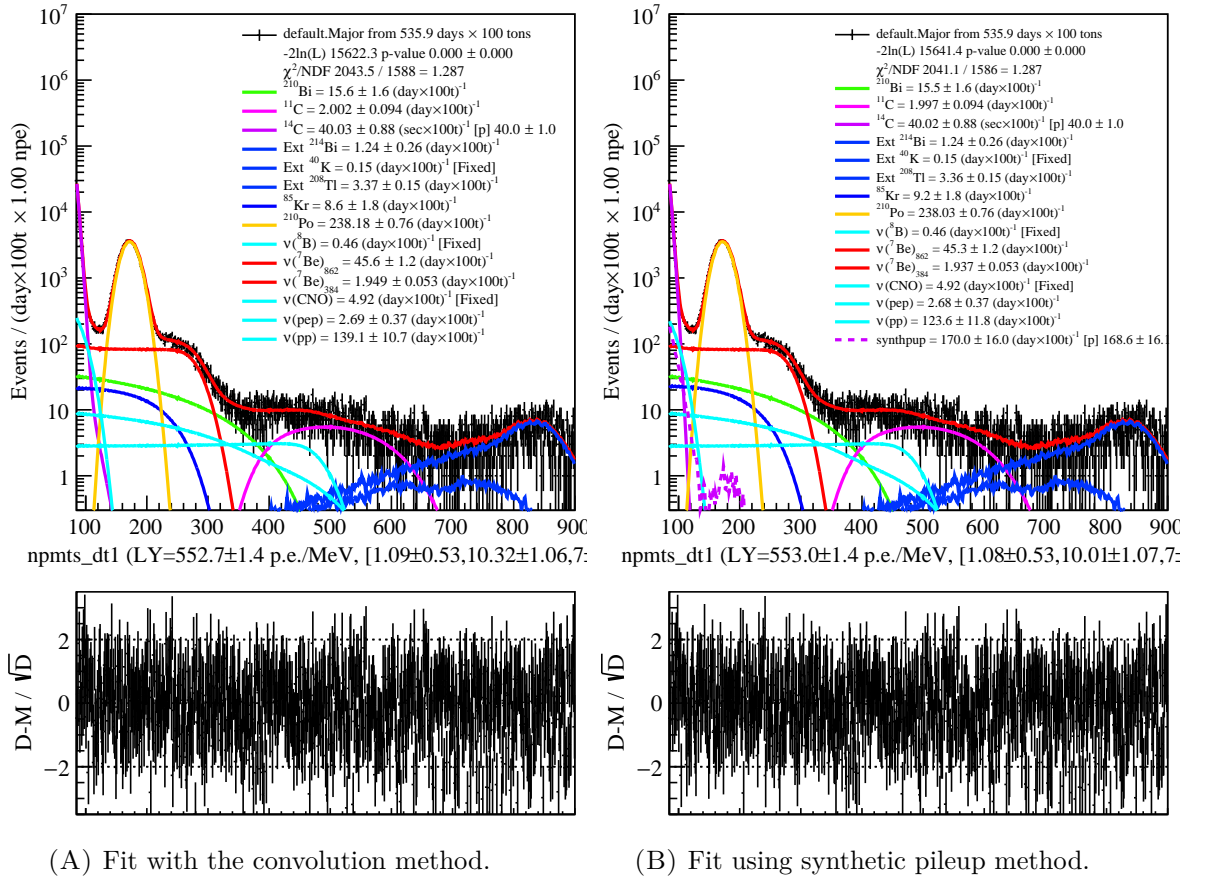 default.Major from 535.9 days × 100 tons
-2ln(L) 15622.3 p-value 0.000 ± 0.000
χ²/NDF 2043.5 / 1588 = 1.287
²¹⁰Bi = 15.6 ± 1.6 (day×100t)⁻¹
¹¹C = 2.002 ± 0.094 (day×100t)⁻¹
¹⁴C = 40.03 ± 0.88 (sec×100t)⁻¹ [p] 40.0 ± 1.0
Ext ²¹⁴Bi = 1.24 ± 0.26 (day×100t)⁻¹
Ext ⁴⁰K = 0.15 (day×100t)⁻¹ [Fixed]
Ext ²⁰⁸Tl = 3.37 ± 0.15 (day×100t)⁻¹
⁸⁵Kr = 8.6 ± 1.8 (day×100t)⁻¹
²¹⁰Po = 238.18 ± 0.76 (day×100t)⁻¹
ν(⁸B) = 0.46 (day×100t)⁻¹ [Fixed]
ν(⁷Be)₈₆₂ = 45.6 ± 1.2 (day×100t)⁻¹
ν(⁷Be)₃₈₄ = 1.949 ± 0.053 (day×100t)⁻¹
ν(CNO) = 4.92 (day×100t)⁻¹ [Fixed]
ν(pep) = 2.69 ± 0.37 (day×100t)⁻¹
ν(pp) = 139.1 ± 10.7 (day×100t)⁻¹
Events / (day×100t × 1.00 npe)
10⁷
10⁶
10⁵
10⁴
10³
10²
10
1
100 200 300 400 500 600 700 800 900
npmts_dt1 (LY=552.7±1.4 p.e./MeV, [1.09±0.53,10.32±1.06,7±
D-M / √D
2
0
−2
(A) Fit with the convolution method.
default.Major from 535.9 days × 100 tons
-2ln(L) 15641.4 p-value 0.000 ± 0.000
χ²/NDF 2041.1 / 1586 = 1.287
²¹⁰Bi = 15.5 ± 1.6 (day×100t)⁻¹
¹¹C = 1.997 ± 0.094 (day×100t)⁻¹
¹⁴C = 40.02 ± 0.88 (sec×100t)⁻¹ [p] 40.0 ± 1.0
Ext ²¹⁴Bi = 1.24 ± 0.26 (day×100t)⁻¹
Ext ⁴⁰K = 0.15 (day×100t)⁻¹ [Fixed]
Ext ²⁰⁸Tl = 3.36 ± 0.15 (day×100t)⁻¹
⁸⁵Kr = 9.2 ± 1.8 (day×100t)⁻¹
²¹⁰Po = 238.03 ± 0.76 (day×100t)⁻¹
ν(⁸B) = 0.46 (day×100t)⁻¹ [Fixed]
ν(⁷Be)₈₆₂ = 45.3 ± 1.2 (day×100t)⁻¹
ν(⁷Be)₃₈₄ = 1.937 ± 0.053 (day×100t)⁻¹
ν(CNO) = 4.92 (day×100t)⁻¹ [Fixed]
ν(pep) = 2.68 ± 0.37 (day×100t)⁻¹
ν(pp) = 123.6 ± 11.8 (day×100t)⁻¹
synthpup = 170.0 ± 16.0 (day×100t)⁻¹ [p] 168.6 ± 16.1
Events / (day×100t × 1.00 npe)
10⁷
10⁶
10⁵
10⁴
10³
10²
10
1
100 200 300 400 500 600 700 800 900
npmts_dt1 (LY=553.0±1.4 p.e./MeV, [1.08±0.53,10.01±1.07,7±
D-M / √D
2
0
−2
(B) Fit using synthetic pileup method.